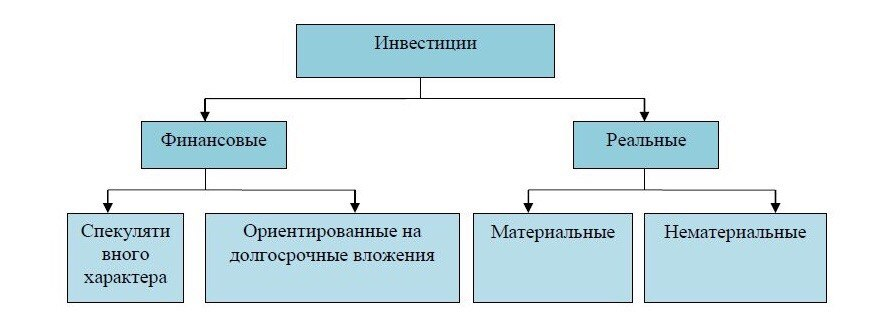 Инвестиции
Финансовые
Реальные
Спекуляти
вного
характера
Ориентированные на
долгосрочные вложения
Материальные
Нематериальные